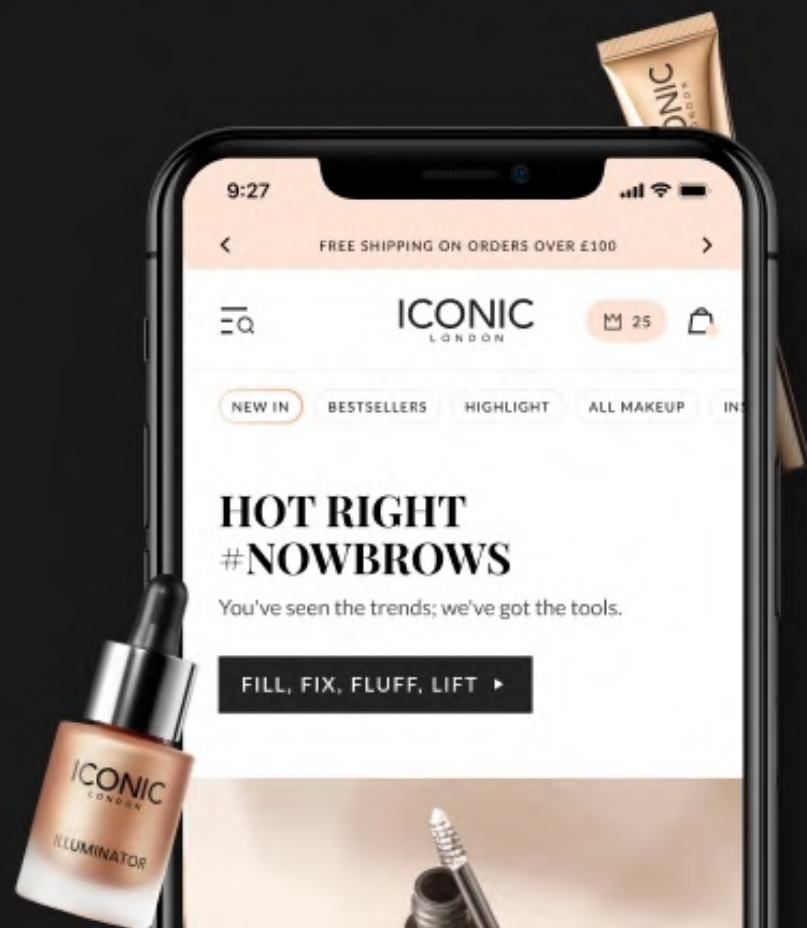 ONIC
9:27
FREE SHIPPING ON ORDERS OVER £100
ICONIC
LONDON
25
NEW IN
BESTSELLERS
HIGHLIGHT
ALL MAKEUP
HOT RIGHT
#NOWBROWS
You've seen the trends; we've got the tools.
FILL, FIX, FLUFF, LIFT
ICONIC
LONDON
ILLUMINATOR